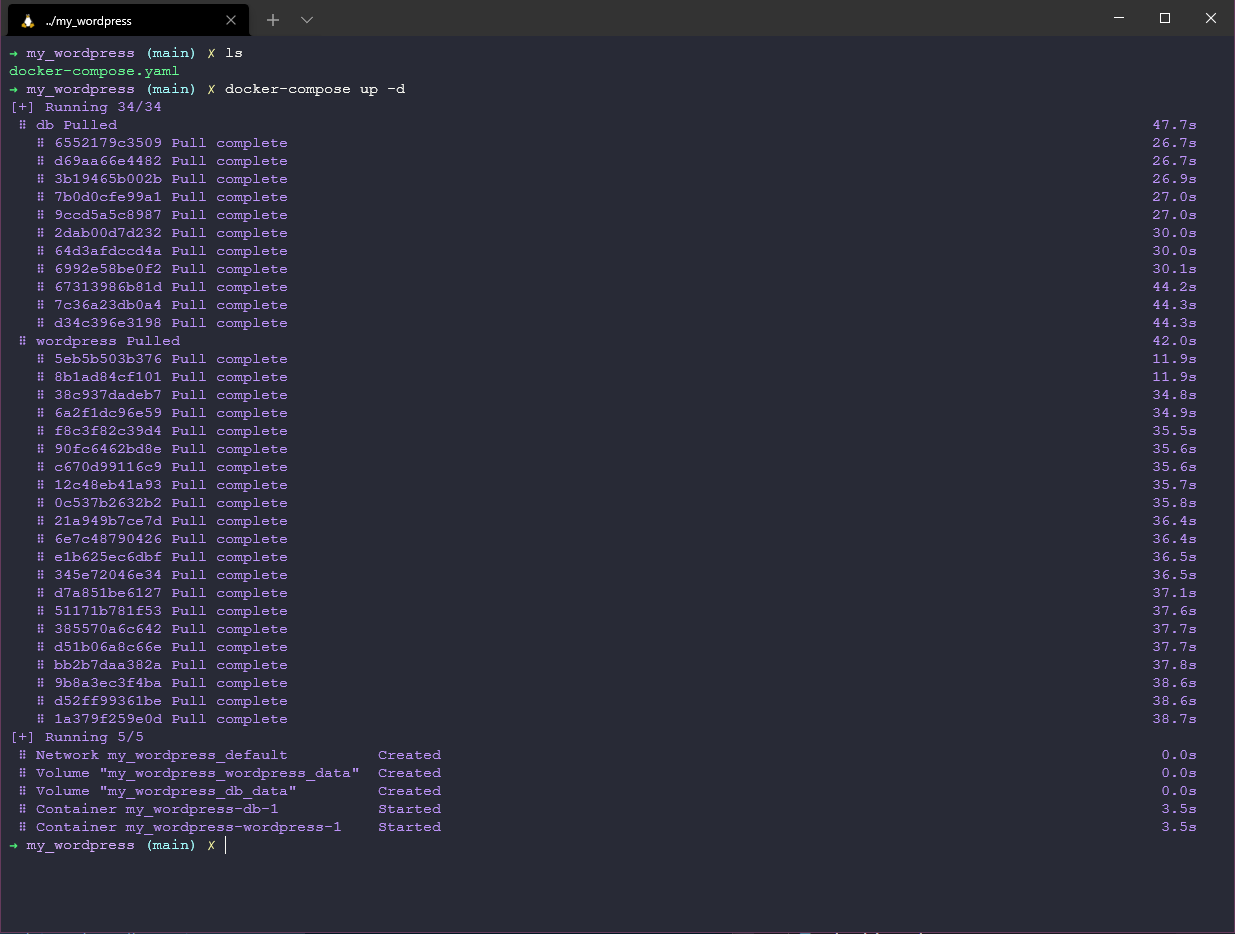 ../my_wordpress
→ my_wordpress (main) ✗ ls
docker-compose.yaml
→ my_wordpress (main) ✗ docker-compose up -d
[+] Running 34/34
⠿ db Pulled 47.7s
⠿ 6552179c3509 Pull complete 26.7s
⠿ d69aa66e4482 Pull complete 26.7s
⠿ 3b19465b002b Pull complete 26.9s
⠿ 7b0d0cfe99a1 Pull complete 27.0s
⠿ 9ccd5a5c8987 Pull complete 27.0s
⠿ 2dab00d7d232 Pull complete 30.0s
⠿ 64d3afdccd4a Pull complete 30.0s
⠿ 6992e58be0f2 Pull complete 30.1s
⠿ 67313986b81d Pull complete 44.2s
⠿ 7c36a23db0a4 Pull complete 44.3s
⠿ d34c396e3198 Pull complete 44.3s
⠿ wordpress Pulled 42.0s
⠿ 5eb5b503b376 Pull complete 11.9s
⠿ 8b1ad84cf101 Pull complete 11.9s
⠿ 38c937dadeb7 Pull complete 34.8s
⠿ 6a2f1dc96e59 Pull complete 34.9s
⠿ f8c3f82c39d4 Pull complete 35.5s
⠿ 90fc6462bd8e Pull complete 35.6s
⠿ c670d99116c9 Pull complete 35.6s
⠿ 12c48eb41a93 Pull complete 35.7s
⠿ 0c537b2632b2 Pull complete 35.8s
⠿ 21a949b7ce7d Pull complete 36.4s
⠿ 6e7c48790426 Pull complete 36.4s
⠿ e1b625ec6dbf Pull complete 36.5s
⠿ 345e72046e34 Pull complete 36.5s
⠿ d7a851be6127 Pull complete 37.1s
⠿ 51171b781f53 Pull complete 37.6s
⠿ 385570a6c642 Pull complete 37.7s
⠿ d51b06a8c66e Pull complete 37.7s
⠿ bb2b7daa382a Pull complete 37.8s
⠿ 9b8a3ec3f4ba Pull complete 38.6s
⠿ d52ff99361be Pull complete 38.6s
⠿ 1a379f259e0d Pull complete 38.7s
[+] Running 5/5
⠿ Network my_wordpress_default Created 0.0s
⠿ Volume "my_wordpress_wordpress_data" Created 0.0s
⠿ Volume "my_wordpress_db_data" Created 0.0s
⠿ Container my_wordpress-db-1 Started 3.5s
⠿ Container my_wordpress-wordpress-1 Started 3.5s
→ my_wordpress (main) ✗